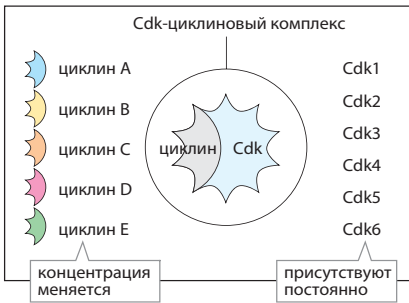 Cdk-циклиновый комплекс
циклин A
циклин B
циклин C
циклин D
циклин E
циклин
Cdk
Cdk1
Cdk2
Cdk3
Cdk4
Cdk5
Cdk6
концентрация
меняется
присутствуют
постоянно